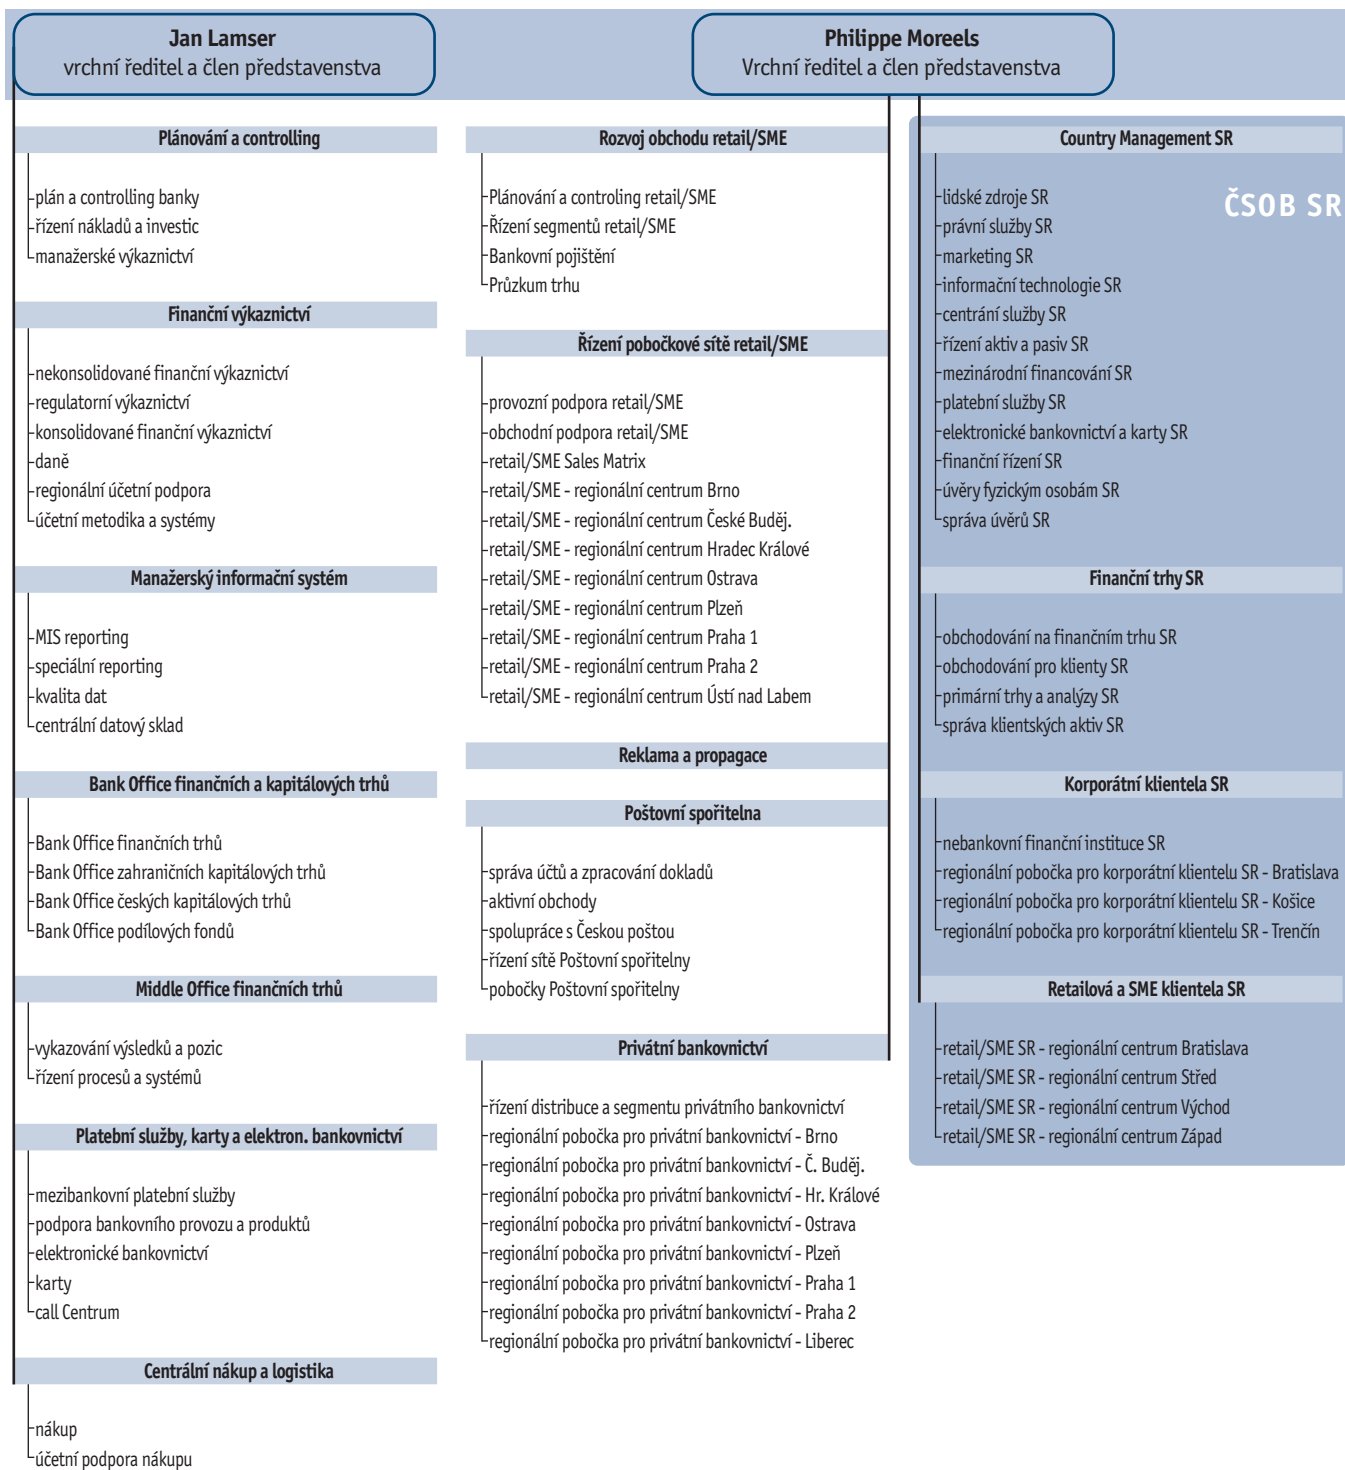 Jan Lamser
vrchní ředitel a člen představenstva
Philippe Moreels
Vrchní ředitel a člen představenstva
Plánování a controlling
plán a controlling banky
řízení nákladů a investic
manažerské výkaznictví
Finanční výkaznictví
nekonsolidované finanční výkaznictví
regulatorní výkaznictví
konsolidované finanční výkaznictví
daně
regionální účetní podpora
účetní metodika a systémy
Manažerský informační systém
MIS reporting
speciální reporting
kvalita dat
centrální datový sklad
Bank Office finančních a kapitálových trhů
Bank Office finančních trhů
Bank Office zahraničních kapitálových trhů
Bank Office českých kapitálových trhů
Bank Office podílových fondů
Middle Office finančních trhů
vykazování výsledků a pozic
řízení procesů a systémů
Platební služby, karty a elektron. bankovnictví
mezibankovní platební služby
podpora bankovního provozu a produktů
elektronické bankovnictví
karty
call Centrum
Centrální nákup a logistika
nákup
účetní podpora nákupu
Rozvoj obchodu retail/SME
Plánování a controling retail/SME
Řízení segmentů retail/SME
Bankovní pojištění
Průzkum trhu
Řízení pobočkové sítě retail/SME
provozní podpora retail/SME
obchodní podpora retail/SME
retail/SME Sales Matrix
retail/SME - regionální centrum Brno
retail/SME - regionální centrum České Buděj.
retail/SME - regionální centrum Hradec Králové
retail/SME - regionální centrum Ostrava
retail/SME - regionální centrum Plzeň
retail/SME - regionální centrum Praha 1
retail/SME - regionální centrum Praha 2
retail/SME - regionální centrum Ústí nad Labem
Reklama a propagace
Poštovní spořitelna
správa účtů a zpracování dokladů
aktivní obchody
spolupráce s Českou poštou
řízení sítě Poštovní spořitelny
pobočky Poštovní spořitelny
Privátní bankovnictví
řízení distribuce a segmentu privátního bankovnictví
regionální pobočka pro privátní bankovnictví - Brno
regionální pobočka pro privátní bankovnictví - Č. Buděj.
regionální pobočka pro privátní bankovnictví - Hr. Králové
regionální pobočka pro privátní bankovnictví - Ostrava
regionální pobočka pro privátní bankovnictví - Plzeň
regionální pobočka pro privátní bankovnictví - Praha 1
regionální pobočka pro privátní bankovnictví - Praha 2
regionální pobočka pro privátní bankovnictví - Liberec
Country Management SR
ČSOB SR
lidské zdroje SR
právní služby SR
marketing SR
informační technologie SR
centrání služby SR
řízení aktiv a pasiv SR
mezinárodní financování SR
platební služby SR
elektronické bankovnictví a karty SR
finanční řízení SR
úvěry fyzickým osobám SR
správa úvěrů SR
Finanční trhy SR
obchodování na finančním trhu SR
obchodování pro klienty SR
primární trhy a analýzy SR
správa klientských aktiv SR
Korporátní klientela SR
nebankovní finanční instituce SR
regionální pobočka pro korporátní klientelu SR - Bratislava
regionální pobočka pro korporátní klientelu SR - Košice
regionální pobočka pro korporátní klientelu SR - Trenčín
Retailová a SME klientela SR
retail/SME SR - regionální centrum Bratislava
retail/SME SR - regionální centrum Střed
retail/SME SR - regionální centrum Východ
retail/SME SR - regionální centrum Západ